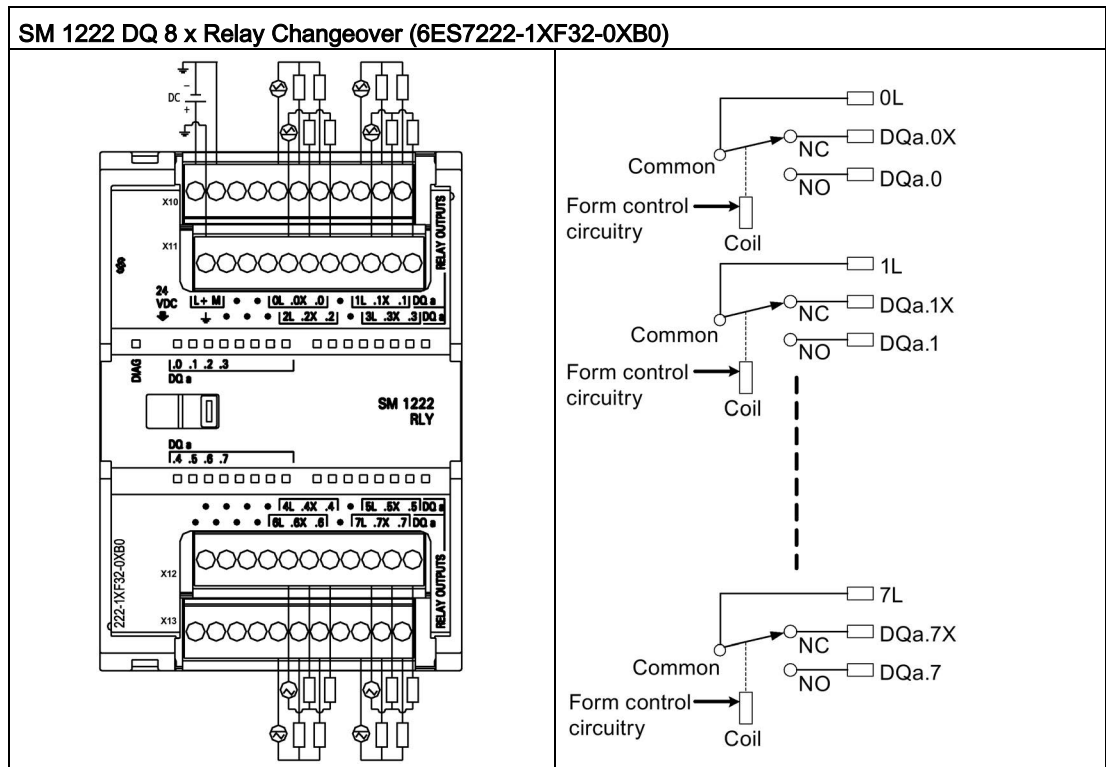 SM 1222 DQ 8 x Relay Changeover (6ES7222-1XF32-0XB0)
DC
-
+
X10
X11
RELAY OUTPUTS
24
VDC
L+ M 0L .0X .0 1L .1X .1 DQ a
2L .2X .2 3L .3X .3 DQ a
DIAG
.0 .1 .2 .3
DQ a
SM 1222
RLY
DQ a
.4 .5 .6 .7
4L .4X .4 5L .5X .5 DQ a
6L .6X .6 7L .7X .7 DQ a
222-1XF32-0XB0
X12
X13
RELAY OUTPUTS
0L
DQa.0X
NC
Common
DQa.0
NO
Form control
circuitry
Coil
1L
DQa.1X
NC
Common
DQa.1
NO
Form control
circuitry
Coil
7L
DQa.7X
NC
Common
DQa.7
NO
Form control
circuitry
Coil